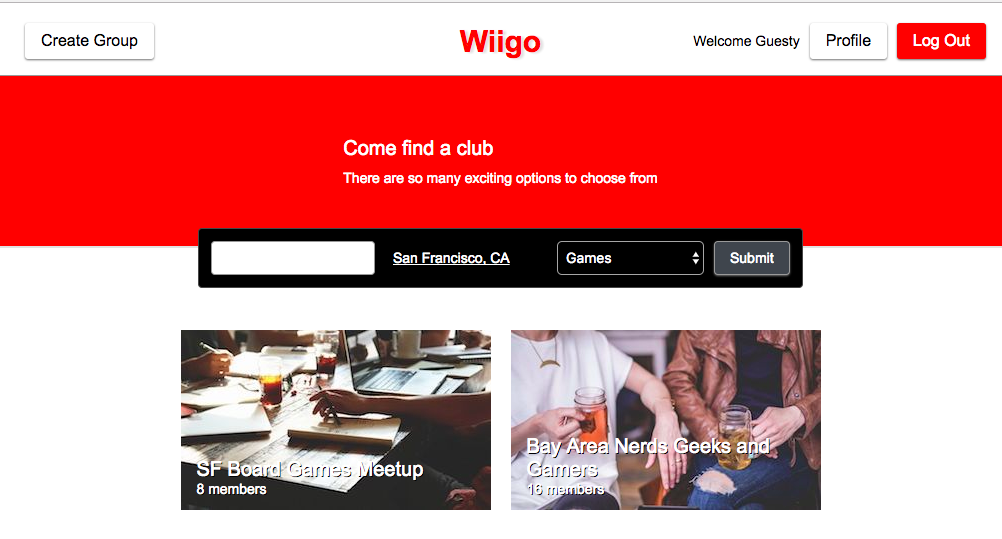 Create Group
Wiigo
Welcome Guesty
Profile
Log Out
Come find a club
There are so many exciting options to choose from
San Francisco, CA
Games
Submit
SF Board Games Meetup
8 members
Bay Area Nerds Geeks and
Gamers
16 members